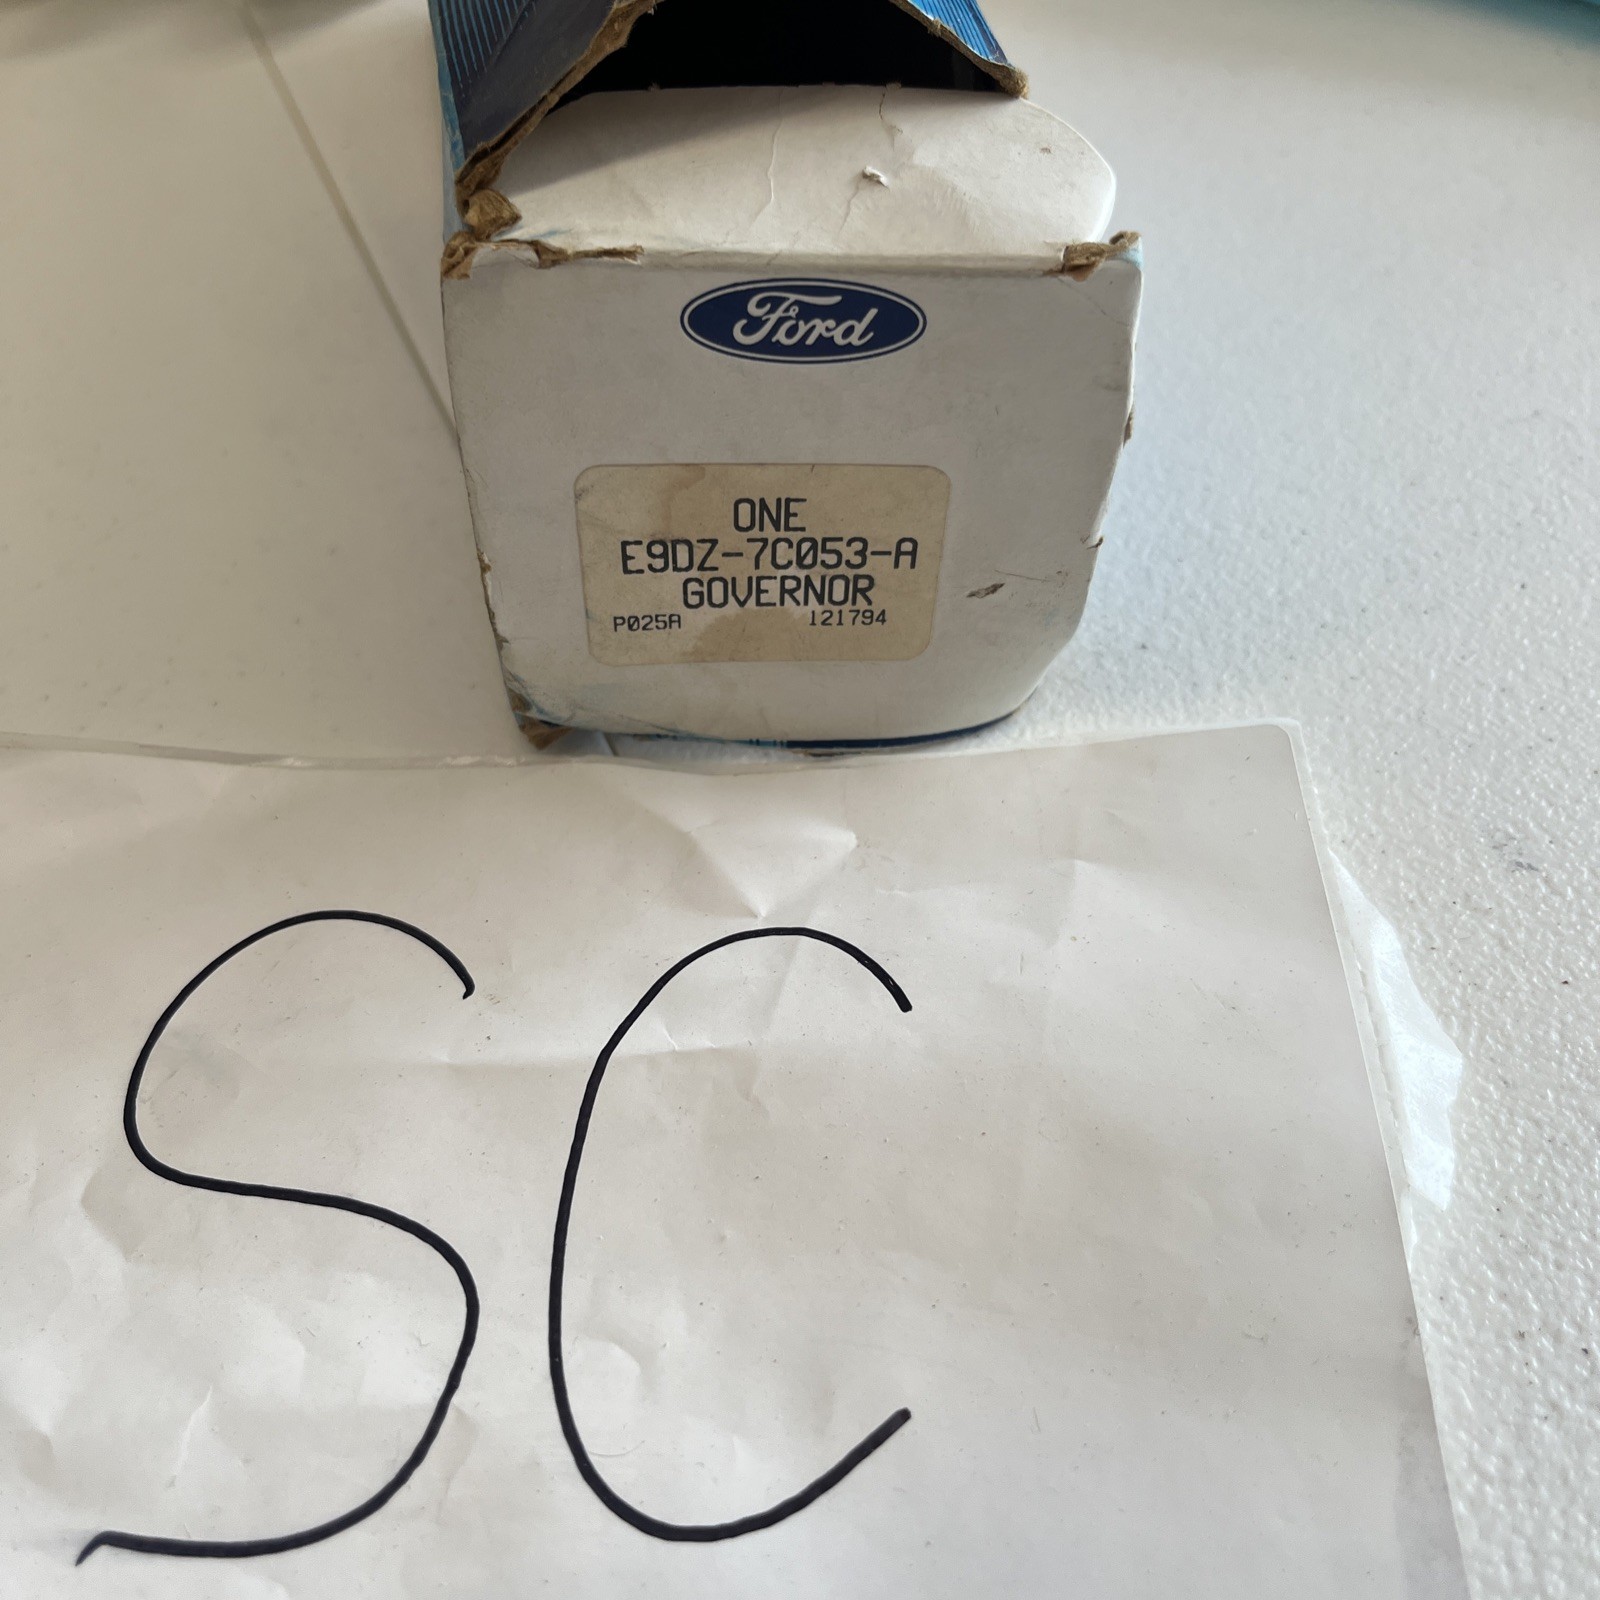 Ford
ONE
E9DZ-7C053-A
GOVERNOR
P025A 121794
SC